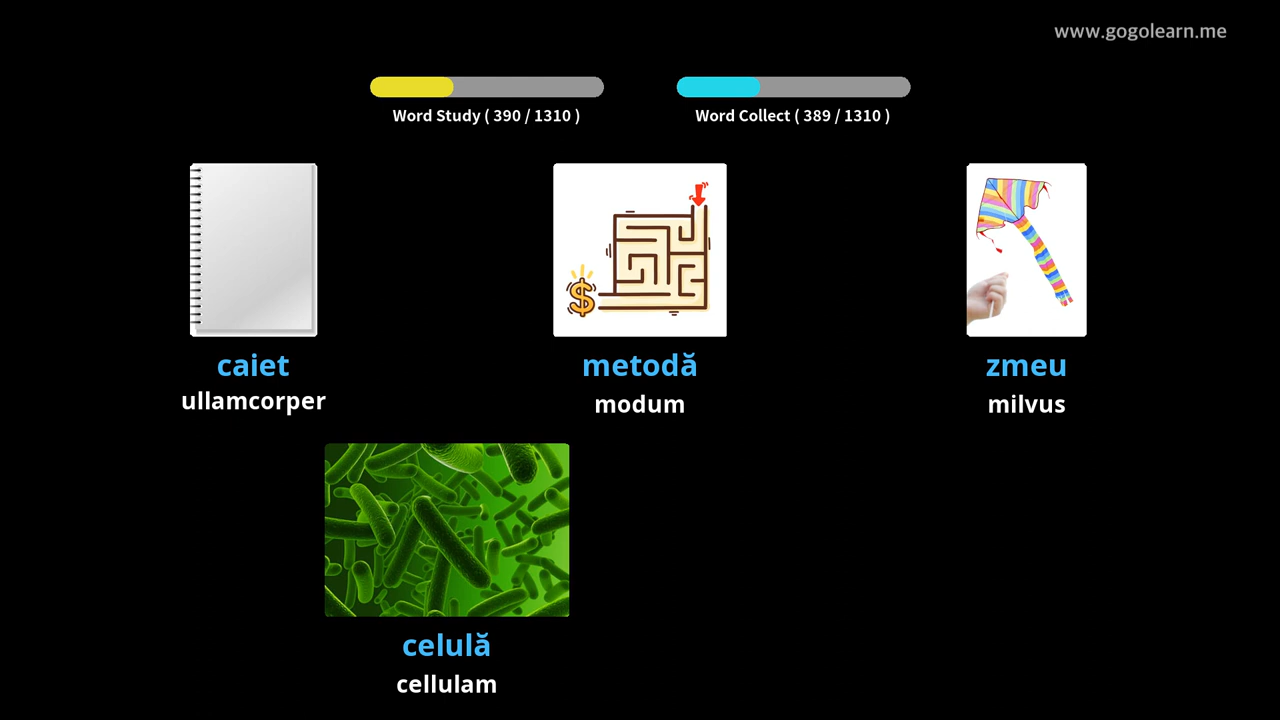 www.gogolearn.me
Word Study ( 390 / 1310 )
Word Collect ( 389 / 1310 )
caiet
ullamcorper
metodă
modum
zmeu
milvus
$
celulă
cellulam